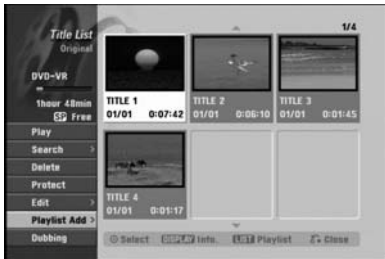 Title List
Original
1/4
DVD-VR
1hour 48min
SP Free
Play
Search >
Delete
Protect
Edit >
Playlist Add >
Dubbing
TITLE 1
01/01 0:07:42
TITLE 2
01/01 0:06:10
TITLE 3
01/01 0:01:45
TITLE 4
01/01 0:01:17
Select DISPLAY Info. LIST Playlist Close